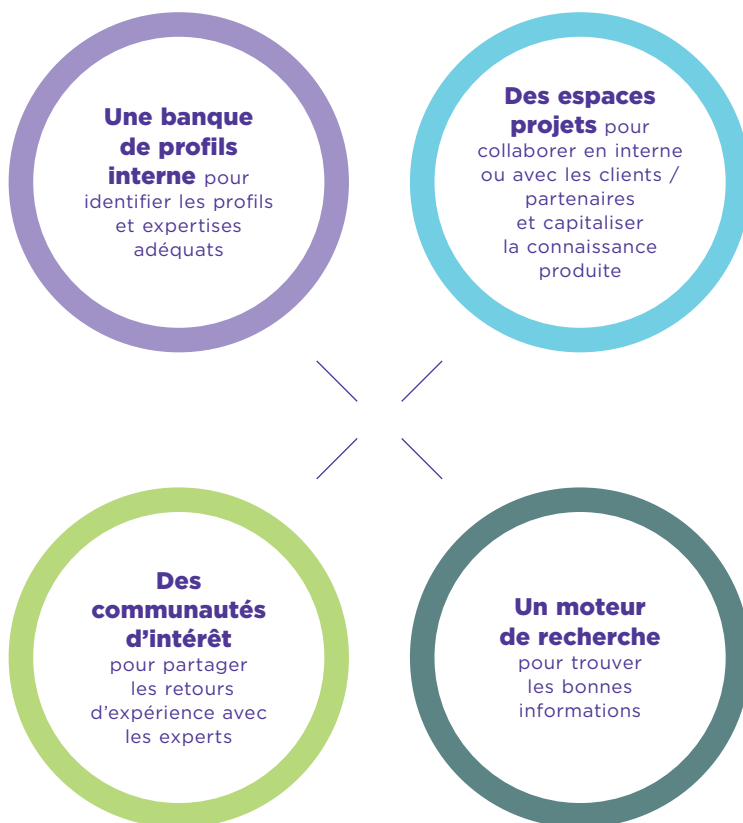 Une banque
de profils
interne pour
identifier les profils
et expertises
adéquats
Des espaces
projets pour
collaborer en interne
ou avec les clients /
partenaires
et capitaliser
la connaissance
produite
Des
communautés
d’intérêt
pour partager
les retours
d’expérience avec
les experts
Un moteur
de recherche
pour trouver
les bonnes
informations